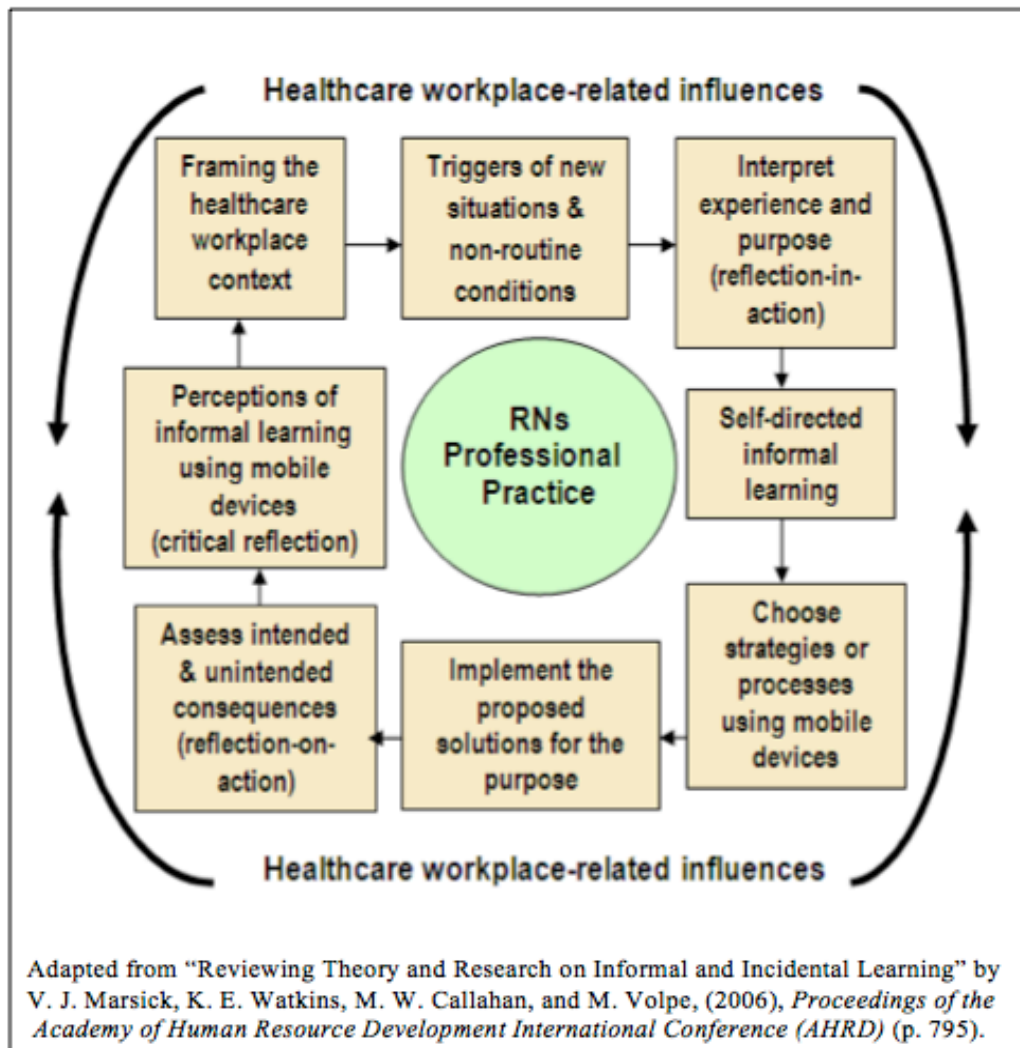 Healthcare workplace-related influences
Framing the
healthcare
workplace
context
Triggers of new
situations &
non-routine
conditions
Interpret
experience and
purpose
(reflection-in-
action)
Self-directed
informal
learning
Choose
strategies or
processes
using mobile
devices
Implement the
proposed
solutions for the
purpose
Assess intended
& unintended
consequences
(reflection-on-
action)
Perceptions of
informal learning
using mobile
devices
(critical reflection)
RNs
Professional
Practice
Healthcare workplace-related influences
Adapted from “Reviewing Theory and Research on Informal and Incidental Learning” by
V. J. Marsick, K. E. Watkins, M. W. Callahan, and M. Volpe, (2006), Proceedings of the
Academy of Human Resource Development International Conference (AHRD) (p. 795).